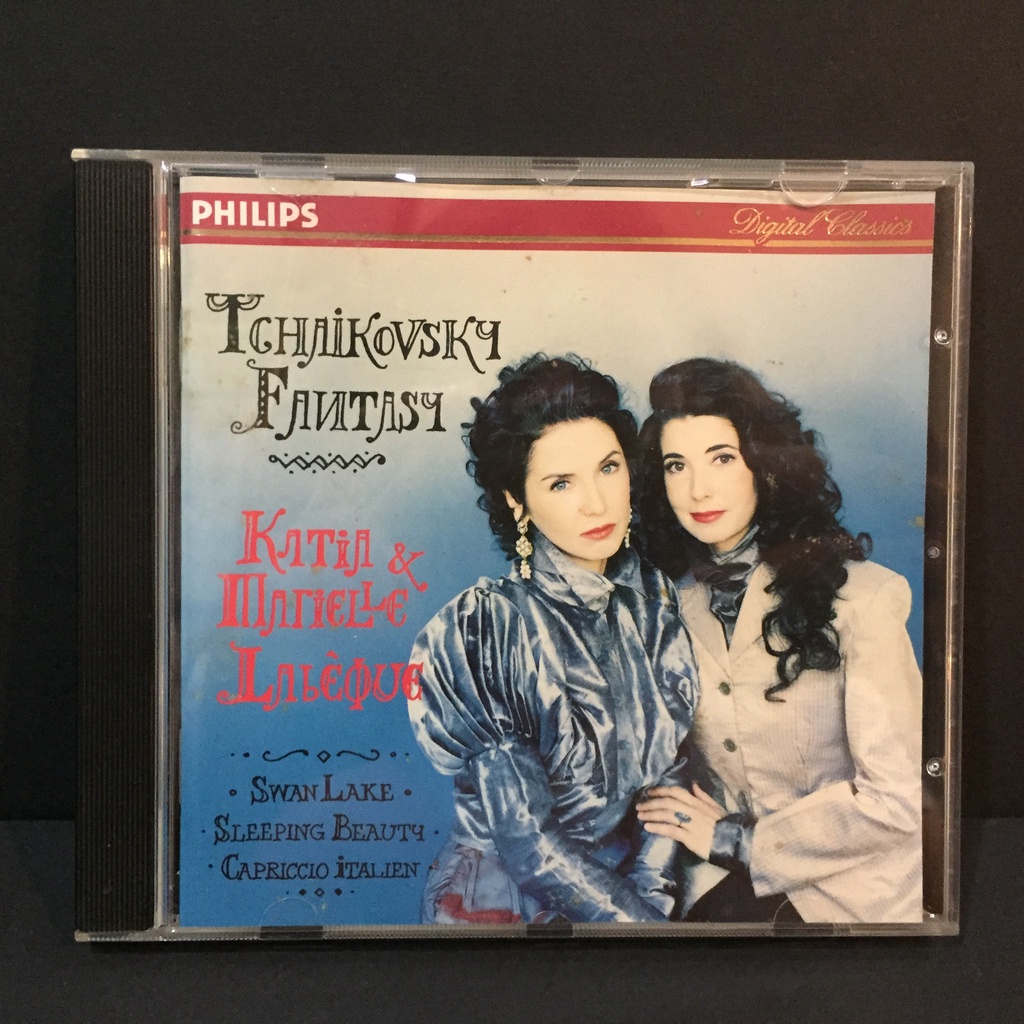 PHILIPS
Digital Classics
TCHAiKOVSKY
FANTASY
KATiA &
MARiELLE
LABÈQUE
• SWAN LAKE •
· SLEEPING BEAUTY ·
· CAPRICCIO iTALIEN ·